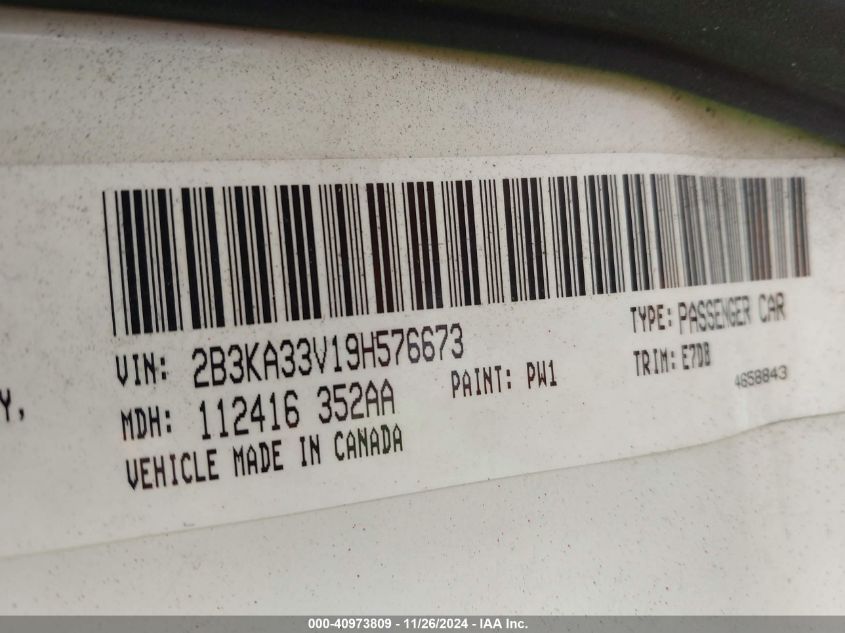 VIN: 2B3KA33V19H576673
TYPE: PASSENGER CAR
Y,
MDH: 112416 352AA
PAINT: PW1
TRIM: E7DB
4658843
VEHICLE MADE IN CANADA
000-40973809 - 11/26/2024 - IAA Inc.